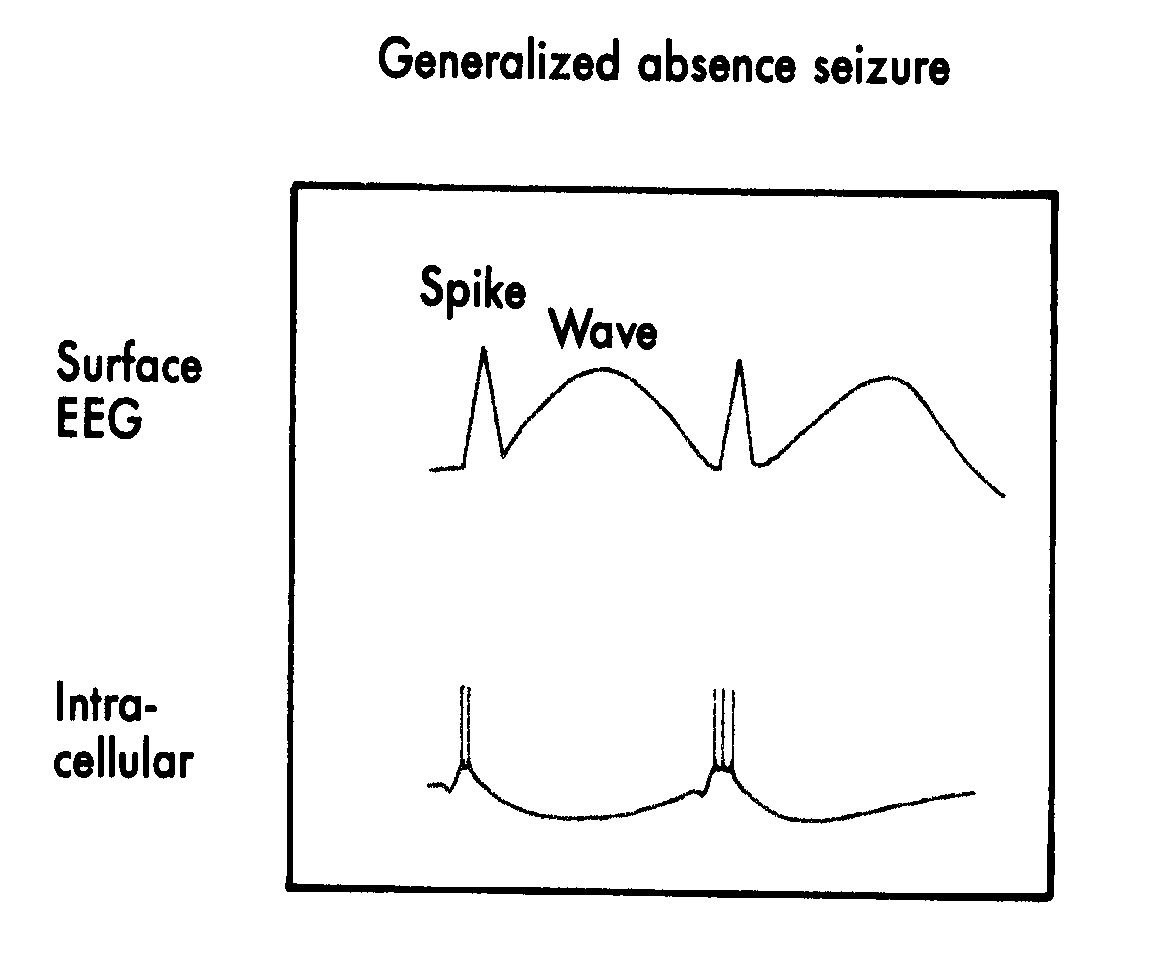 Generalized absence seizure
Spike
Wave
Surface
EEG
Intra-
cellular